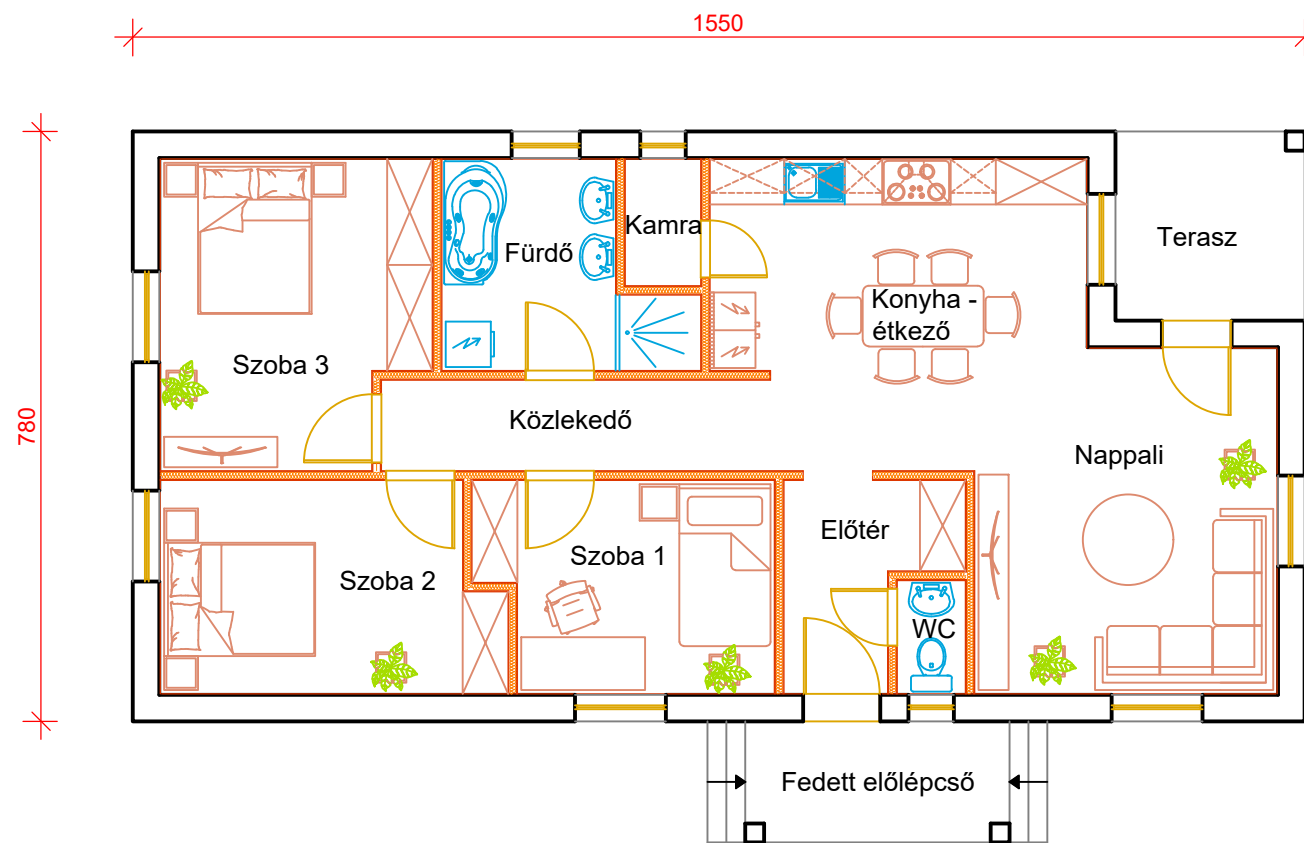 1550
780
Kamra
Fürdő
Terasz
Konyha -
étkező
Szoba 3
Közlekedő
Nappali
Előtér
Szoba 1
Szoba 2
WC
Fedett előlépcső